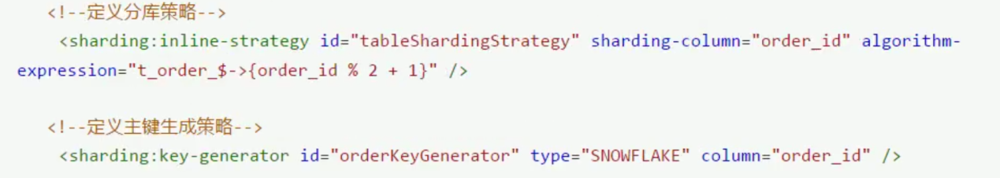 <!--定义分库策略-->
<sharding:inline-strategy id="tableShardingStrategy" sharding-column="order_id" algorithm-
expression="t_order_$->{order_id % 2 + 1}" />
<!--定义主键生成策略-->
<sharding:key-generator id="orderKeyGenerator" type="SNOWFLAKE" column="order_id" />